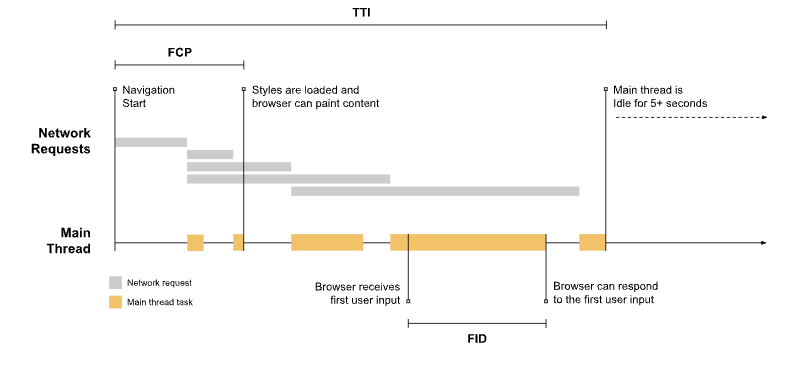 TTI
FCP
Navigation
Start
Styles are loaded and
browser can paint content
Main thread is
Idle for 5+ seconds
Network
Requests
Main
Thread
Network request
Main thread task
Browser receives
first user input
Browser can respond
to the first user input
FID